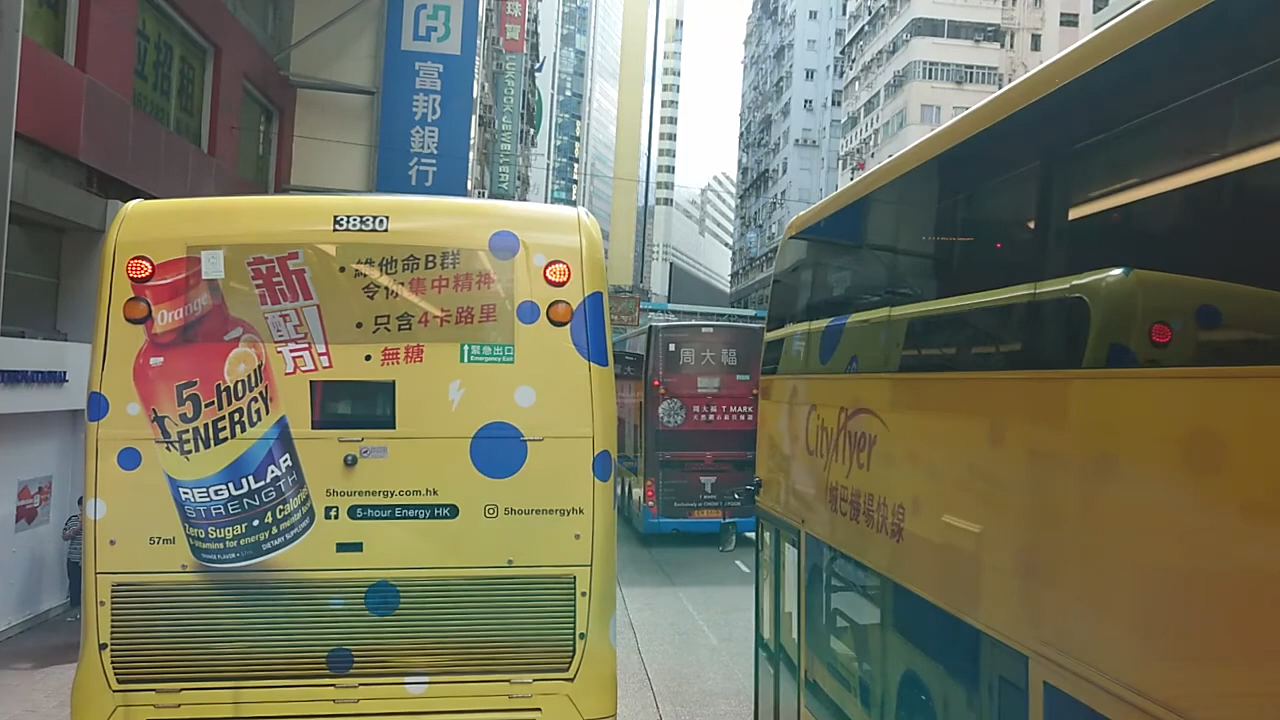 富邦銀行
LUKFOOK JEWELLERY
3830
Orange
新配方!
• 維他命B群
令你集中精神
• 只含4卡路里
• 無糖
緊急出口
Emergency Exit
5-hour
ENERGY
REGULAR
STRENGTH
Zero Sugar • 4 Calories
DIETARY SUPPLEMENT
57ml
5hourenergy.com.hk
5-hour Energy HK
5hourenergyhk
周大福
周大福 T MARK
T MARK
Cityflyer
城巴機場快線